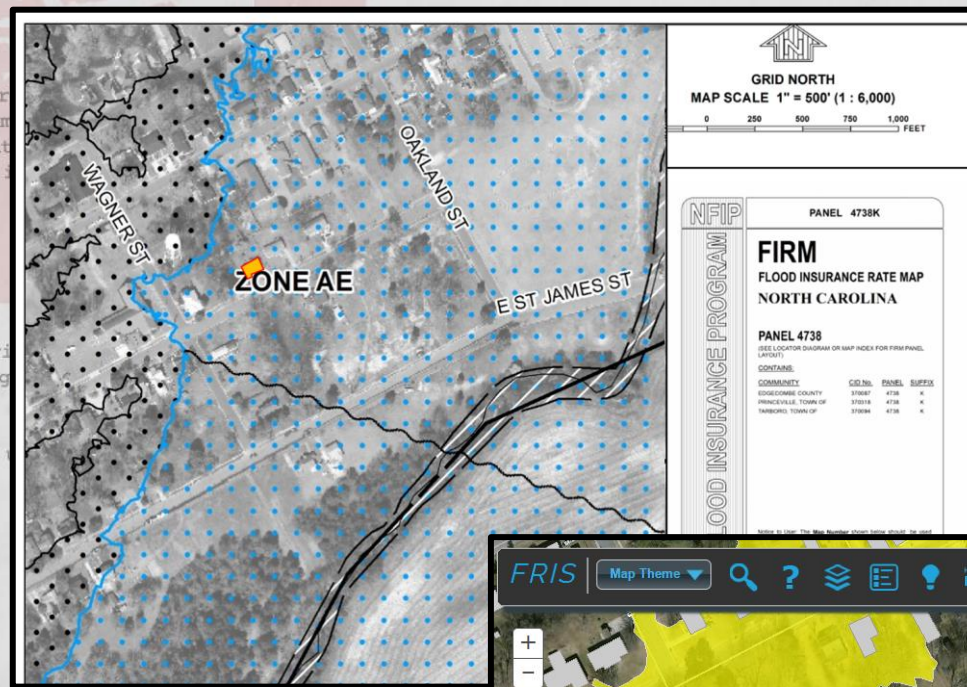 WAGNER ST
OAKLAND ST
ZONE AE
E ST JAMES ST
GRID NORTH
MAP SCALE 1" = 500' (1 : 6,000)
0 250 500 750 1,000
FEET
NFIP
FLOOD INSURANCE PROGRAM
PANEL 4738K
FIRM
FLOOD INSURANCE RATE MAP
NORTH CAROLINA
PANEL 4738
(SEE LOCATOR DIAGRAM OR MAP INDEX FOR FIRM PANEL LAYOUT)
CONTAINS:
COMMUNITY CID No. PANEL SUFFIX
EDGECOMBE COUNTY 370087 4738 K
PRINCEVILLE, TOWN OF 370318 4738 K
TARBORO, TOWN OF 370094 4738 K
Notice to User: The Map Number shown below should be used
FRIS
Map Theme
?
+
−